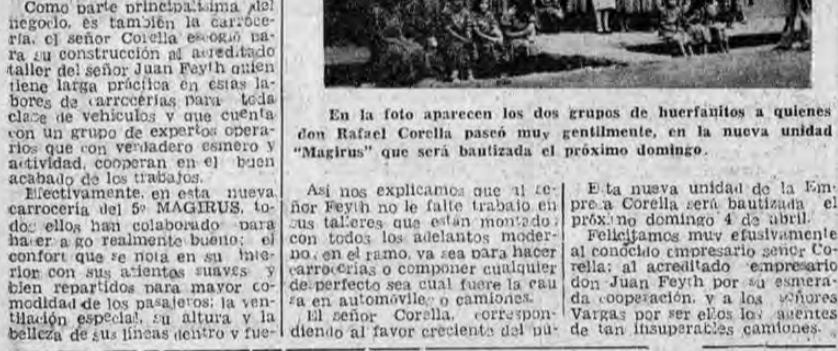 Como parte principalísima del
negocio, es también la carroce-
ría, el señor Corella escogió pa-
ra su construcción al acreditado
taller del señor Juan Feyth quien
tiene larga práctica en estas la-
bores de carrocerías para toda
clase de vehículos y que cuenta
con un grupo de expertos opera-
rios que con verdadero esmero y
actividad, cooperan en el buen
acabado de los trabajos.
Efectivamente, en esta nueva
carrocería del 5º MAGIRUS, to-
dos ellos han colaborado para
hacer algo realmente bueno; el
confort que se nota en su inte-
rior con sus asientos suaves y
bien repartidos para mayor co-
modidad de los pasajeros; la ven-
tilación especial, su altura y la
belleza de sus líneas dentro y fue-
En la foto aparecen los dos grupos de huerfanitos a quienes
don Rafael Corella paseó muy gentilmente, en la nueva unidad
"Magirus" que será bautizada el próximo domingo.
Así nos explicamos que al se-
ñor Feyth no le falte trabajo en
sus talleres que están montados
con todos los adelantos moder-
no, en el ramo, ya sea para hacer
carrocerías o componer cualquier
desperfecto sea cual fuere la cau
sa en automóviles o camiones.
El señor Corella, correspon-
diendo al favor creciente del pú-
Esta nueva unidad de la Em-
presa Corella será bautizada el
próximo domingo 4 de abril.
Felicitamos muy efusivamente
al conocido empresario señor Co-
rella; al acreditado empresario
don Juan Feyth por su esmera-
da cooperación, y a los señores
Vargas por ser ellos los agentes
de tan insuperables camiones.